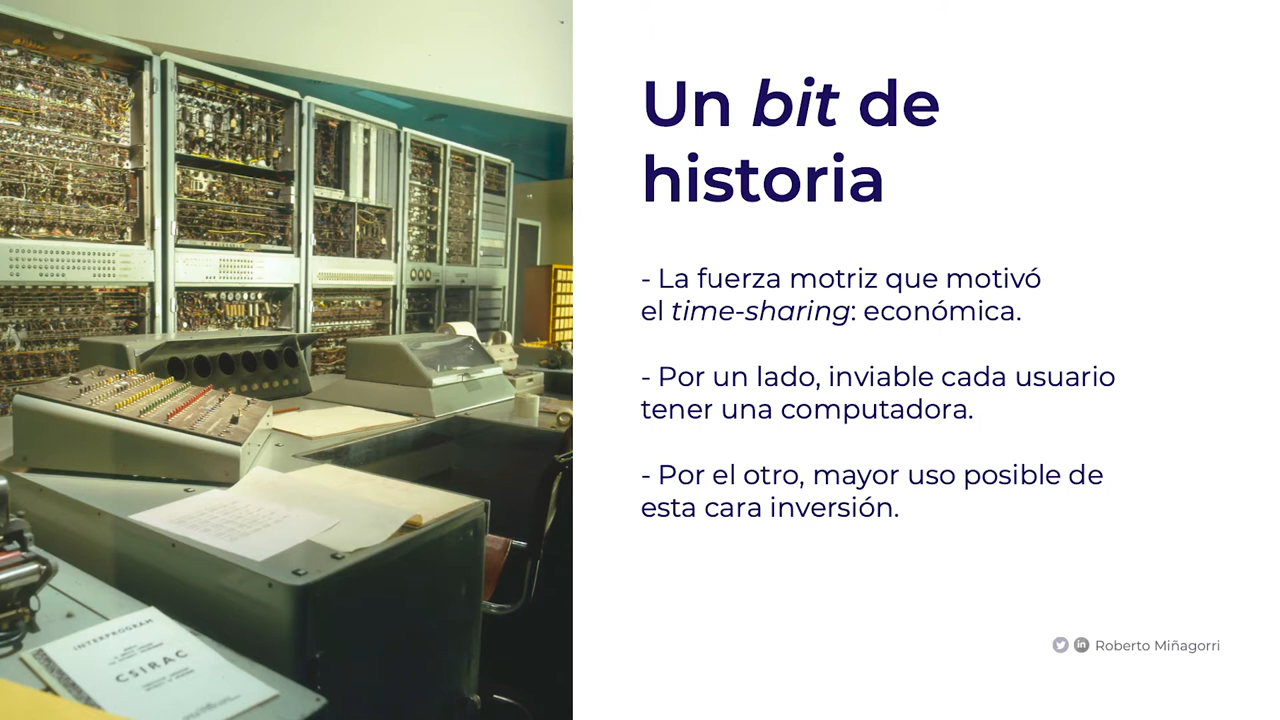 Un bit de
historia
- La fuerza motriz que motivó
el time-sharing: económica.
- Por un lado, inviable cada usuario
tener una computadora.
- Por el otro, mayor uso posible de
esta cara inversión.
Roberto Miñagorri
INTERPROGRAM
CSIRAC